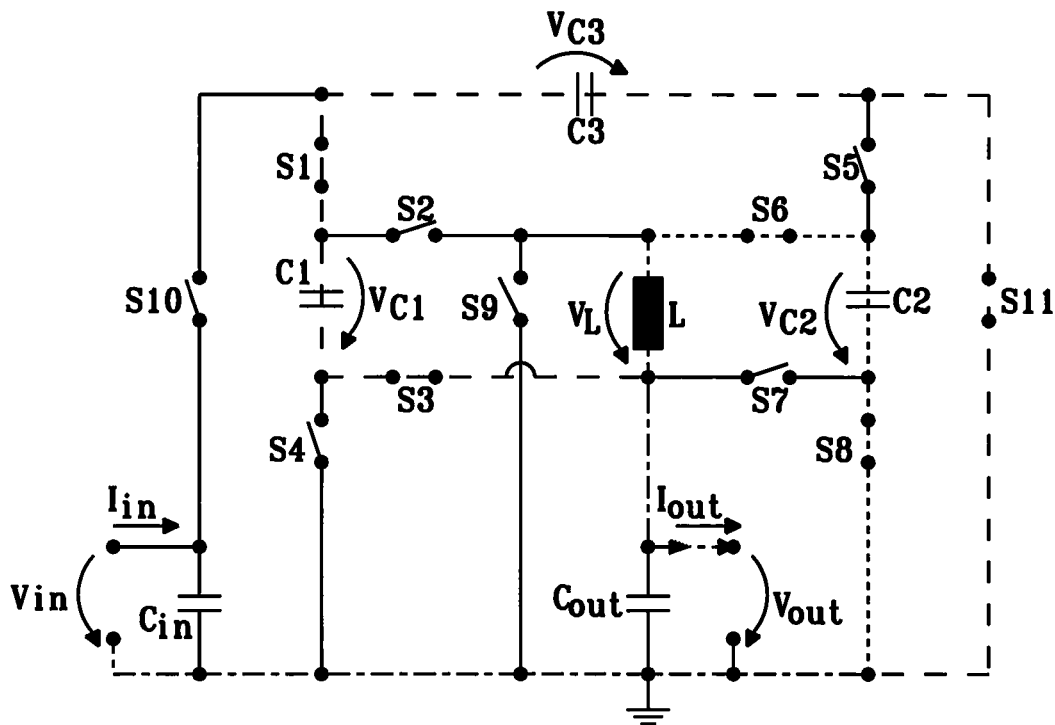 VC3
C3
S1
S5
S2
S6
C1
VC1
S10
S9
VL
L
VC2
C2
S11
S3
S7
S4
S8
Iin
Iout
Vin
Cin
Cout
Vout